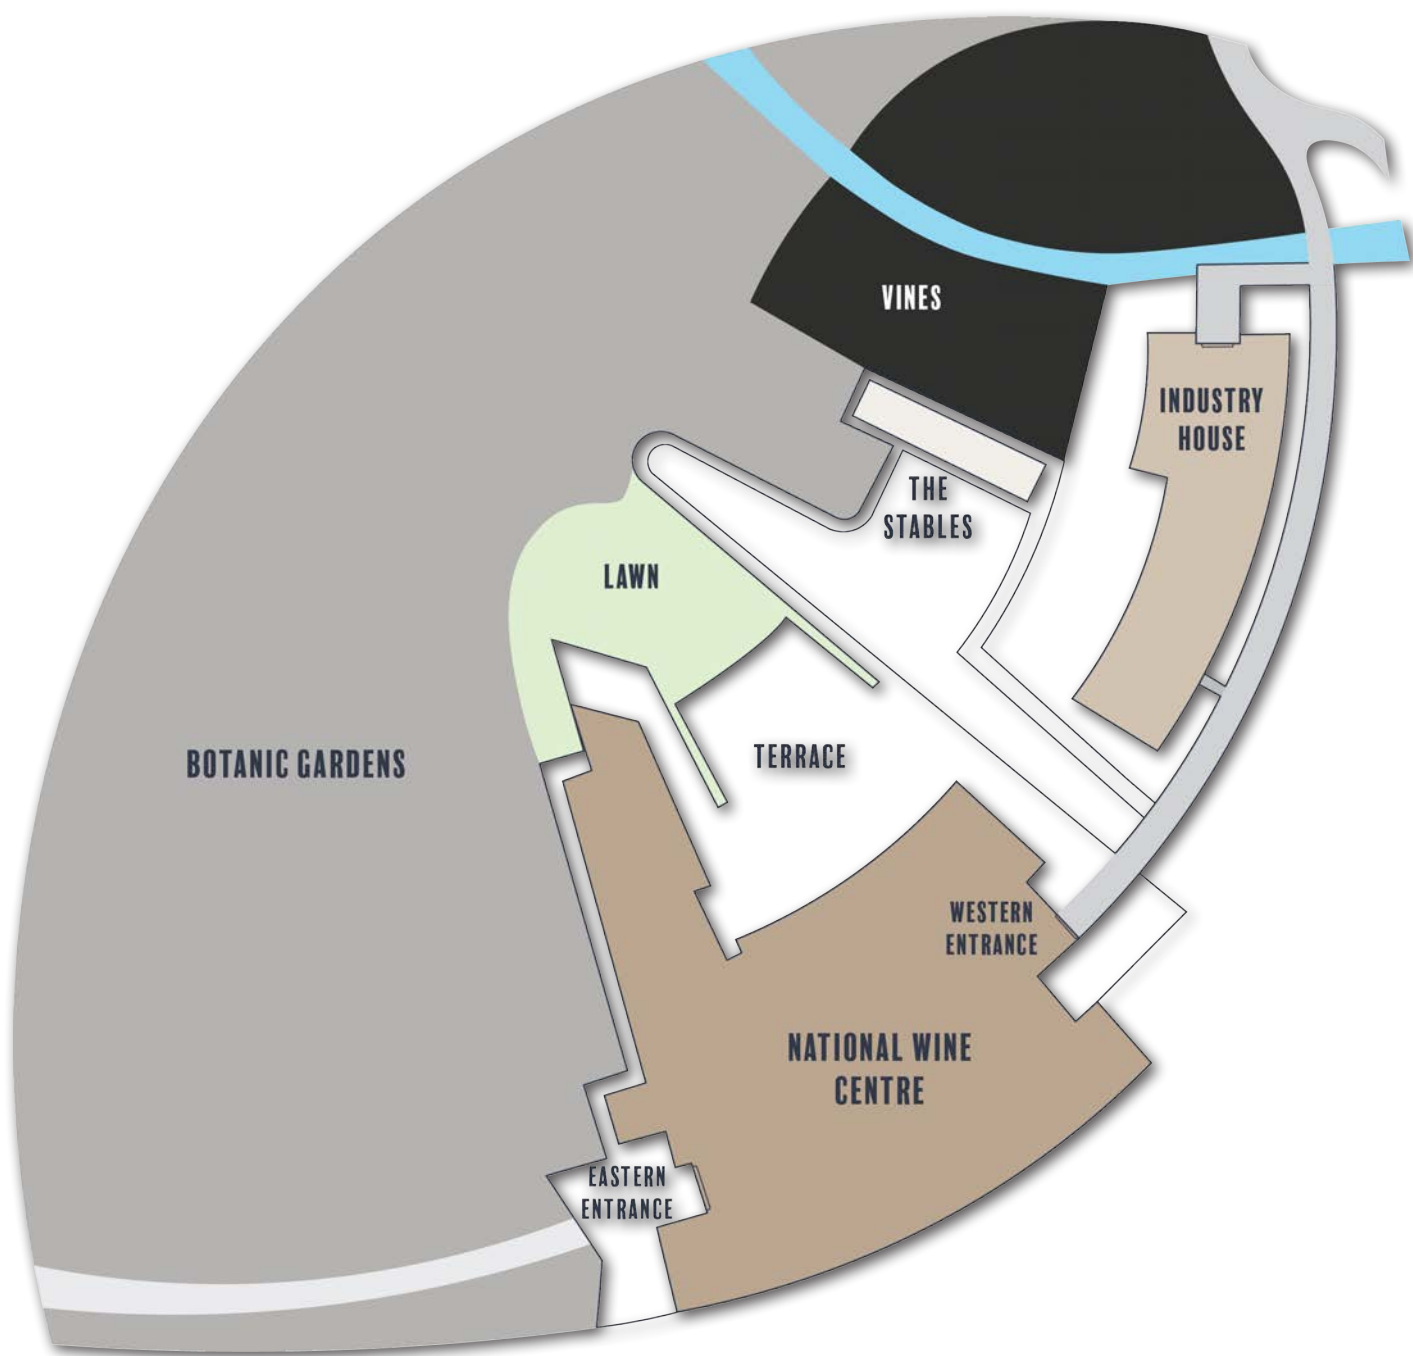 VINES
INDUSTRY
HOUSE
THE
STABLES
LAWN
BOTANIC GARDENS
TERRACE
WESTERN
ENTRANCE
NATIONAL WINE
CENTRE
EASTERN
ENTRANCE